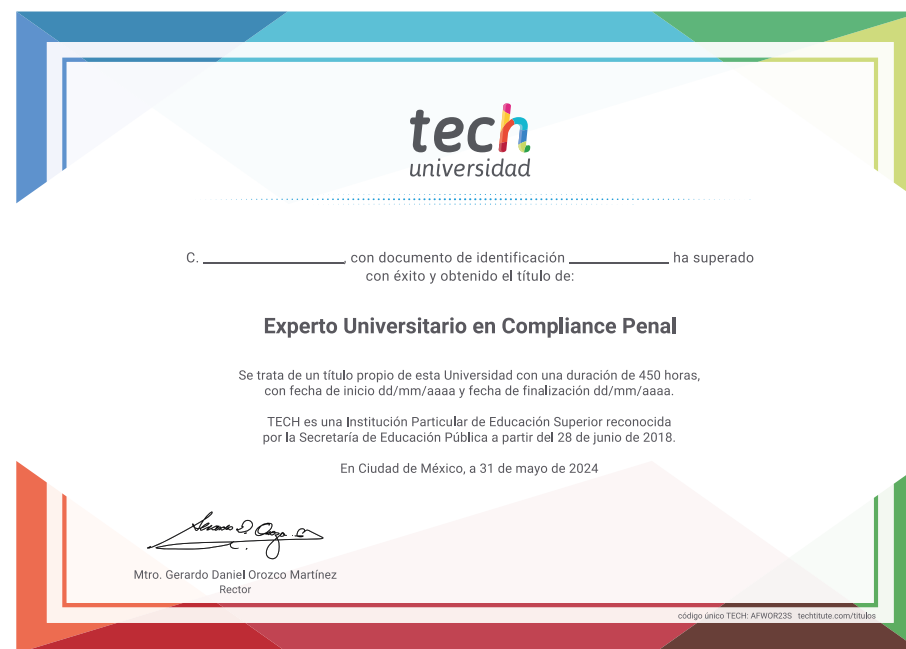 tech
universidad
C. ____________, con documento de identificación ____________ ha superado
con éxito y obtenido el título de:
Experto Universitario en Compliance Penal
Se trata de un título propio de esta Universidad con una duración de 450 horas,
con fecha de inicio dd/mm/aaaa y fecha de finalización dd/mm/aaaa.
TECH es una Institución Particular de Educación Superior reconocida
por la Secretaría de Educación Pública a partir del 28 de junio de 2018.
En Ciudad de México, a 31 de mayo de 2024
Mtro. Gerardo Daniel Orozco Martínez
Rector
código único TECH: AFWOR23S techtitute.com/titulos